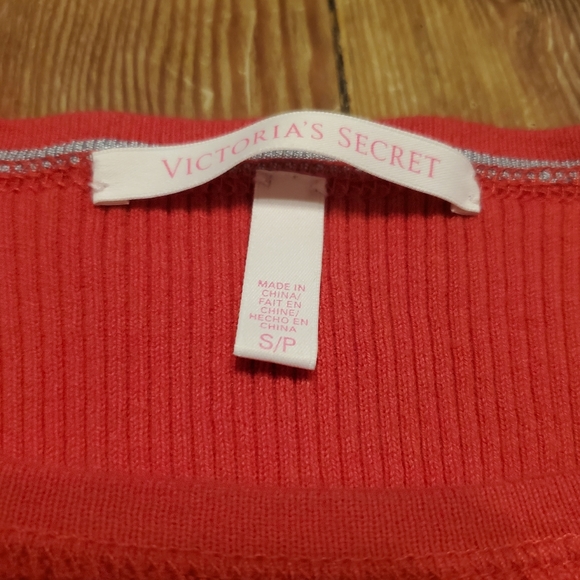 VICTORIA'S SECRET
MADE IN
CHINA/
FAIT EN
CHINE/
HECHO EN
CHINA
S/P